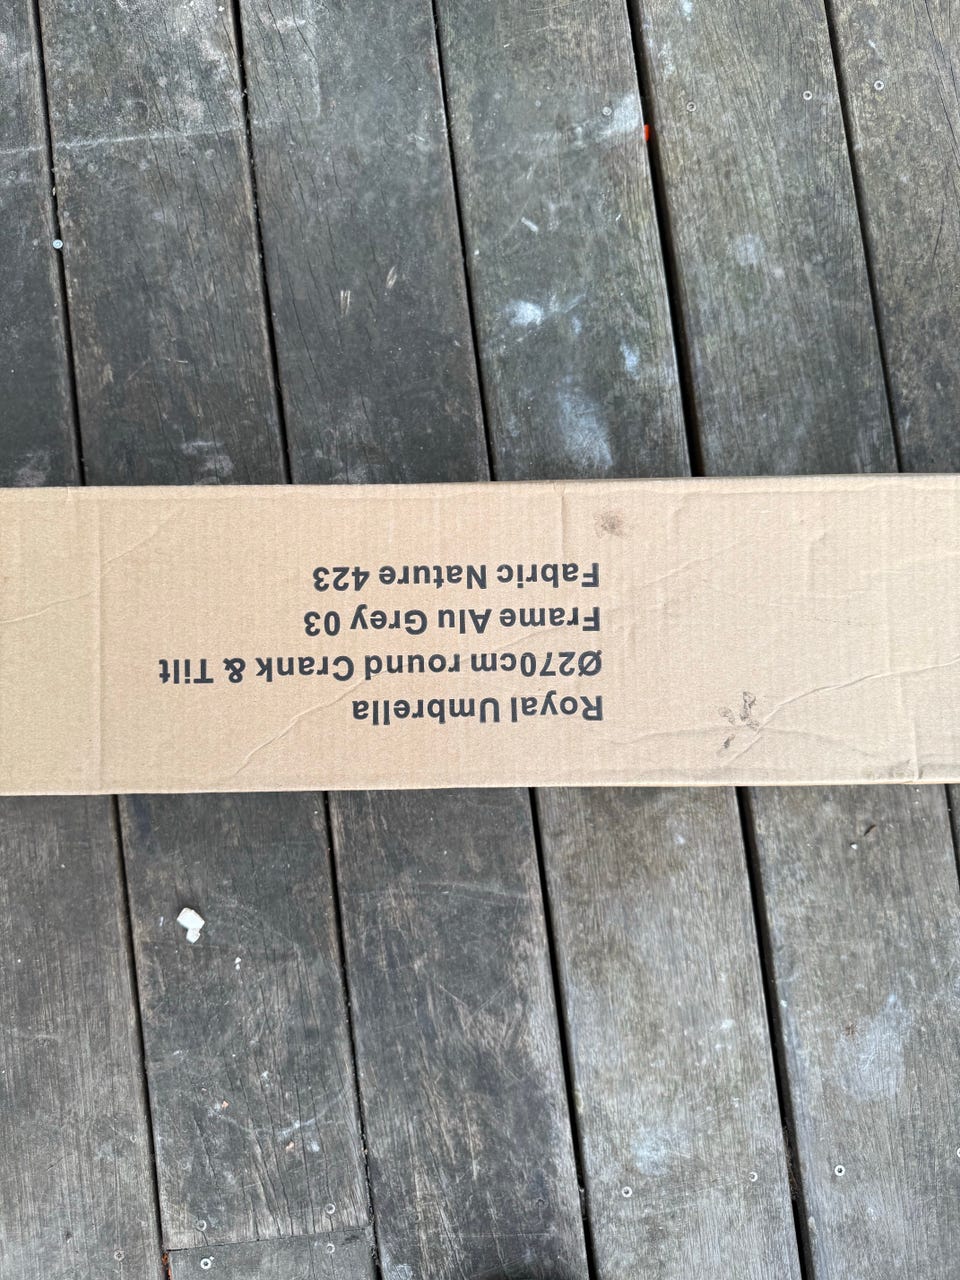 Royal Umbrella
Ø270cm round Crank & Tilt
Frame Alu Grey 03
Fabric Nature 423